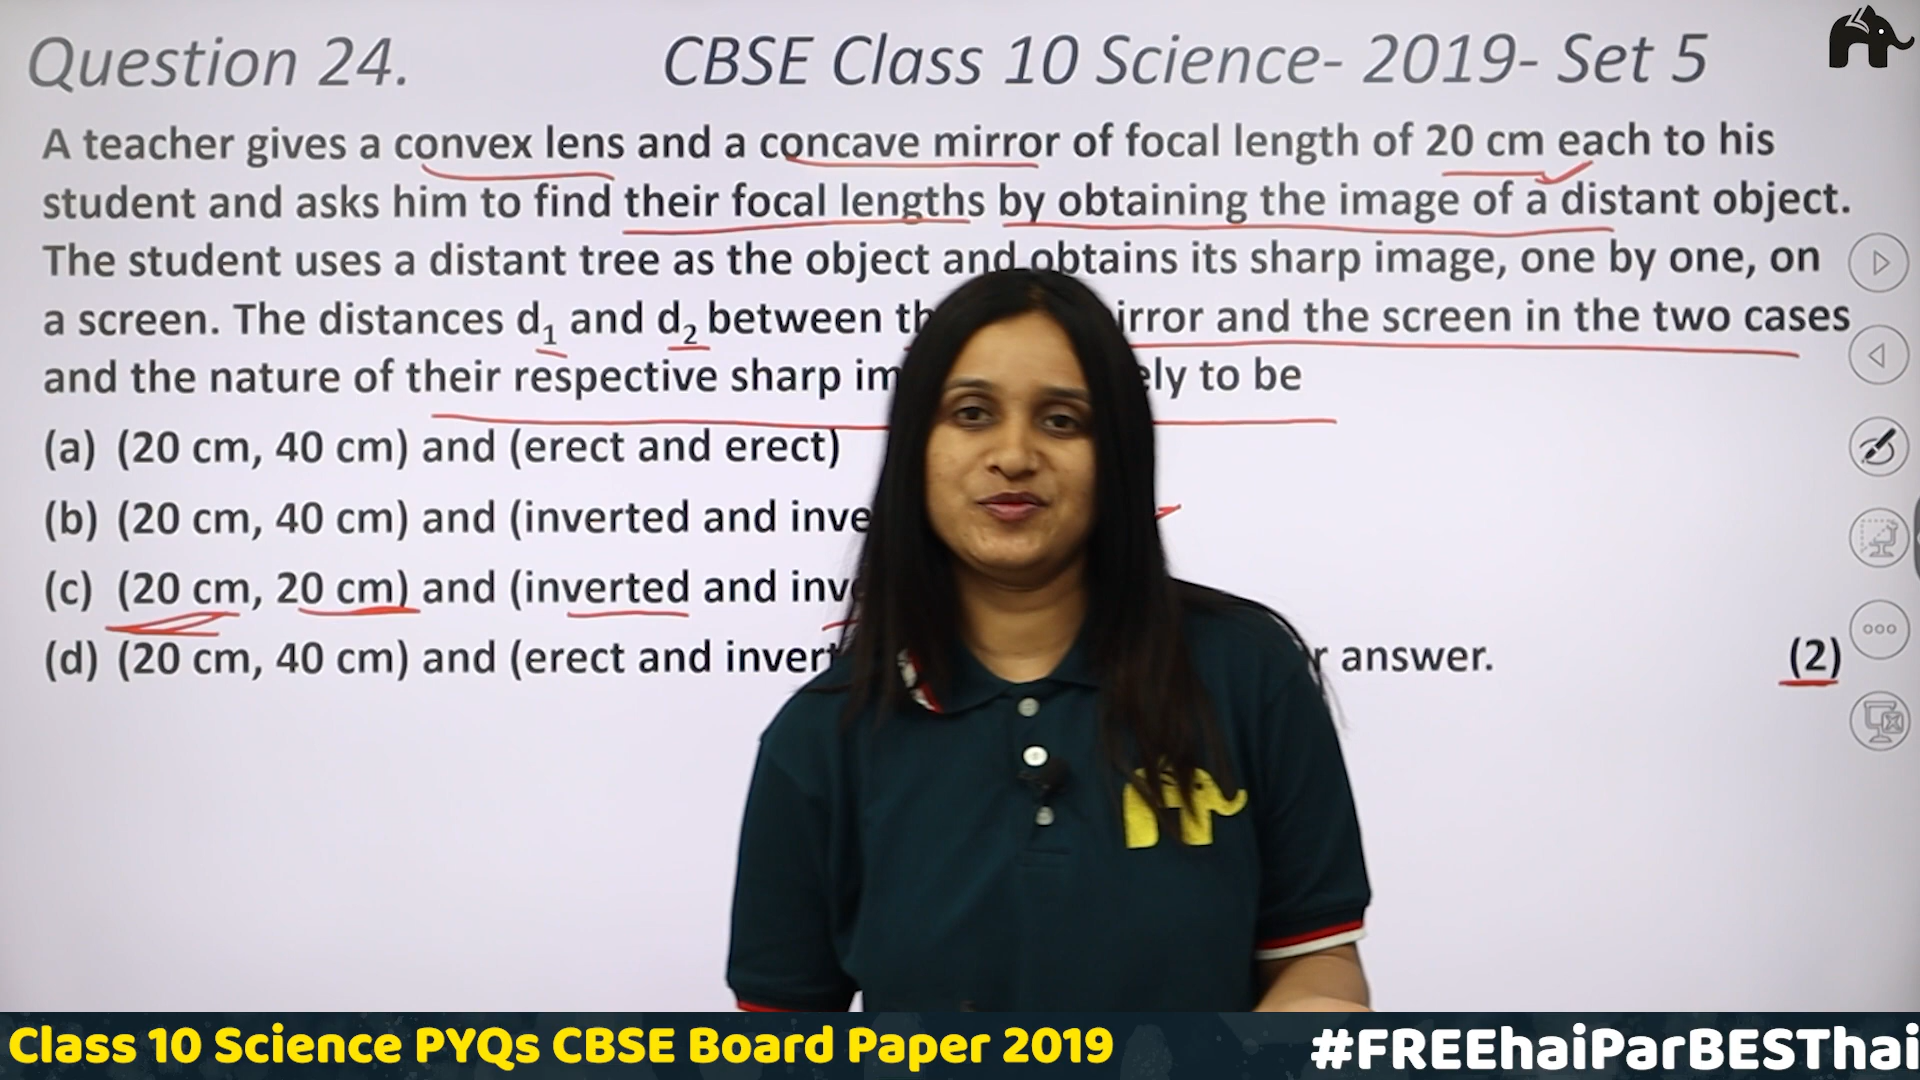 Question 24.
CBSE Class 10 Science- 2019- Set 5
A teacher gives a convex lens and a concave mirror of focal length of 20 cm each to his
student and asks him to find their focal lengths by obtaining the image of a distant object.
The student uses a distant tree as the object and obtains its sharp image, one by one, on
a screen. The distances d₁ and d₂ between irror and the screen in the two cases
and the nature of their respective sharp im ely to be
(a) (20 cm, 40 cm) and (erect and erect)
(b) (20 cm, 40 cm) and (inverted and inve
(c) (20 cm, 20 cm) and (inverted and inv
(d) (20 cm, 40 cm) and (erect and invert r answer. (2)
Class 10 Science PYQs CBSE Board Paper 2019
#FREEhaiParBESThai